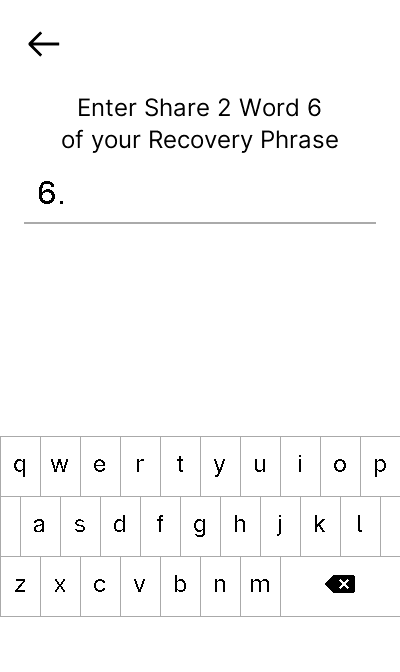 Enter Share 2 Word 6
of your Recovery Phrase
6.
q w e r t y u i o p
a s d f g h j k l
z x c v b n m